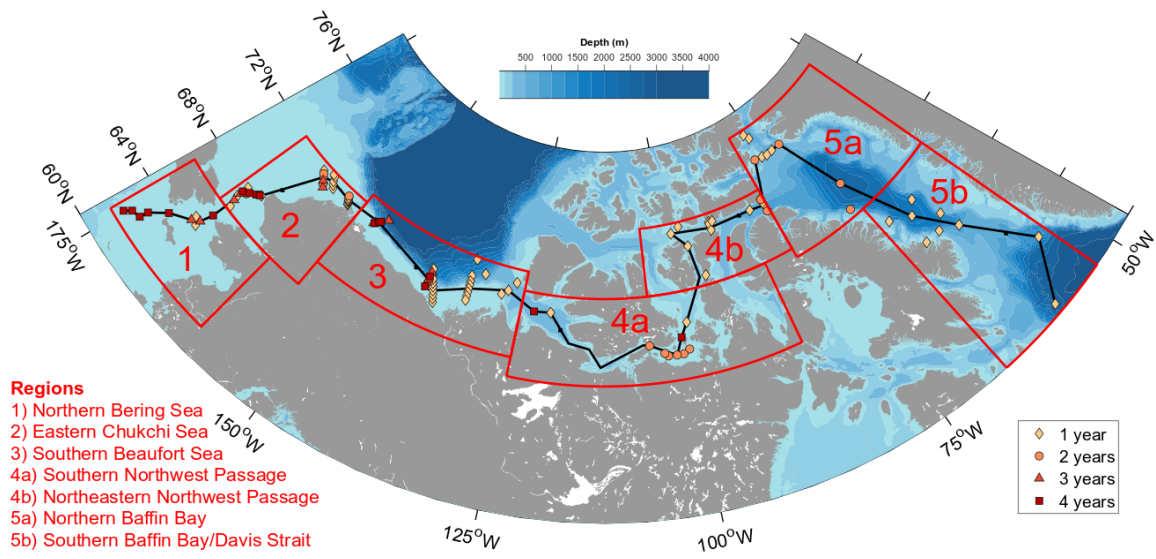 Depth (m)
500 1000 1500 2000 2500 3000 4000
76°N
72°N
68°N
64°N
60°N
175°W
150°W
125°W
100°W
75°W
50°W
1
2
3
4a
4b
5a
5b
Regions
1) Northern Bering Sea
2) Eastern Chukchi Sea
3) Southern Beaufort Sea
4a) Southern Northwest Passage
4b) Northeastern Northwest Passage
5a) Northern Baffin Bay
5b) Southern Baffin Bay/Davis Strait
1 year
2 years
3 years
4 years